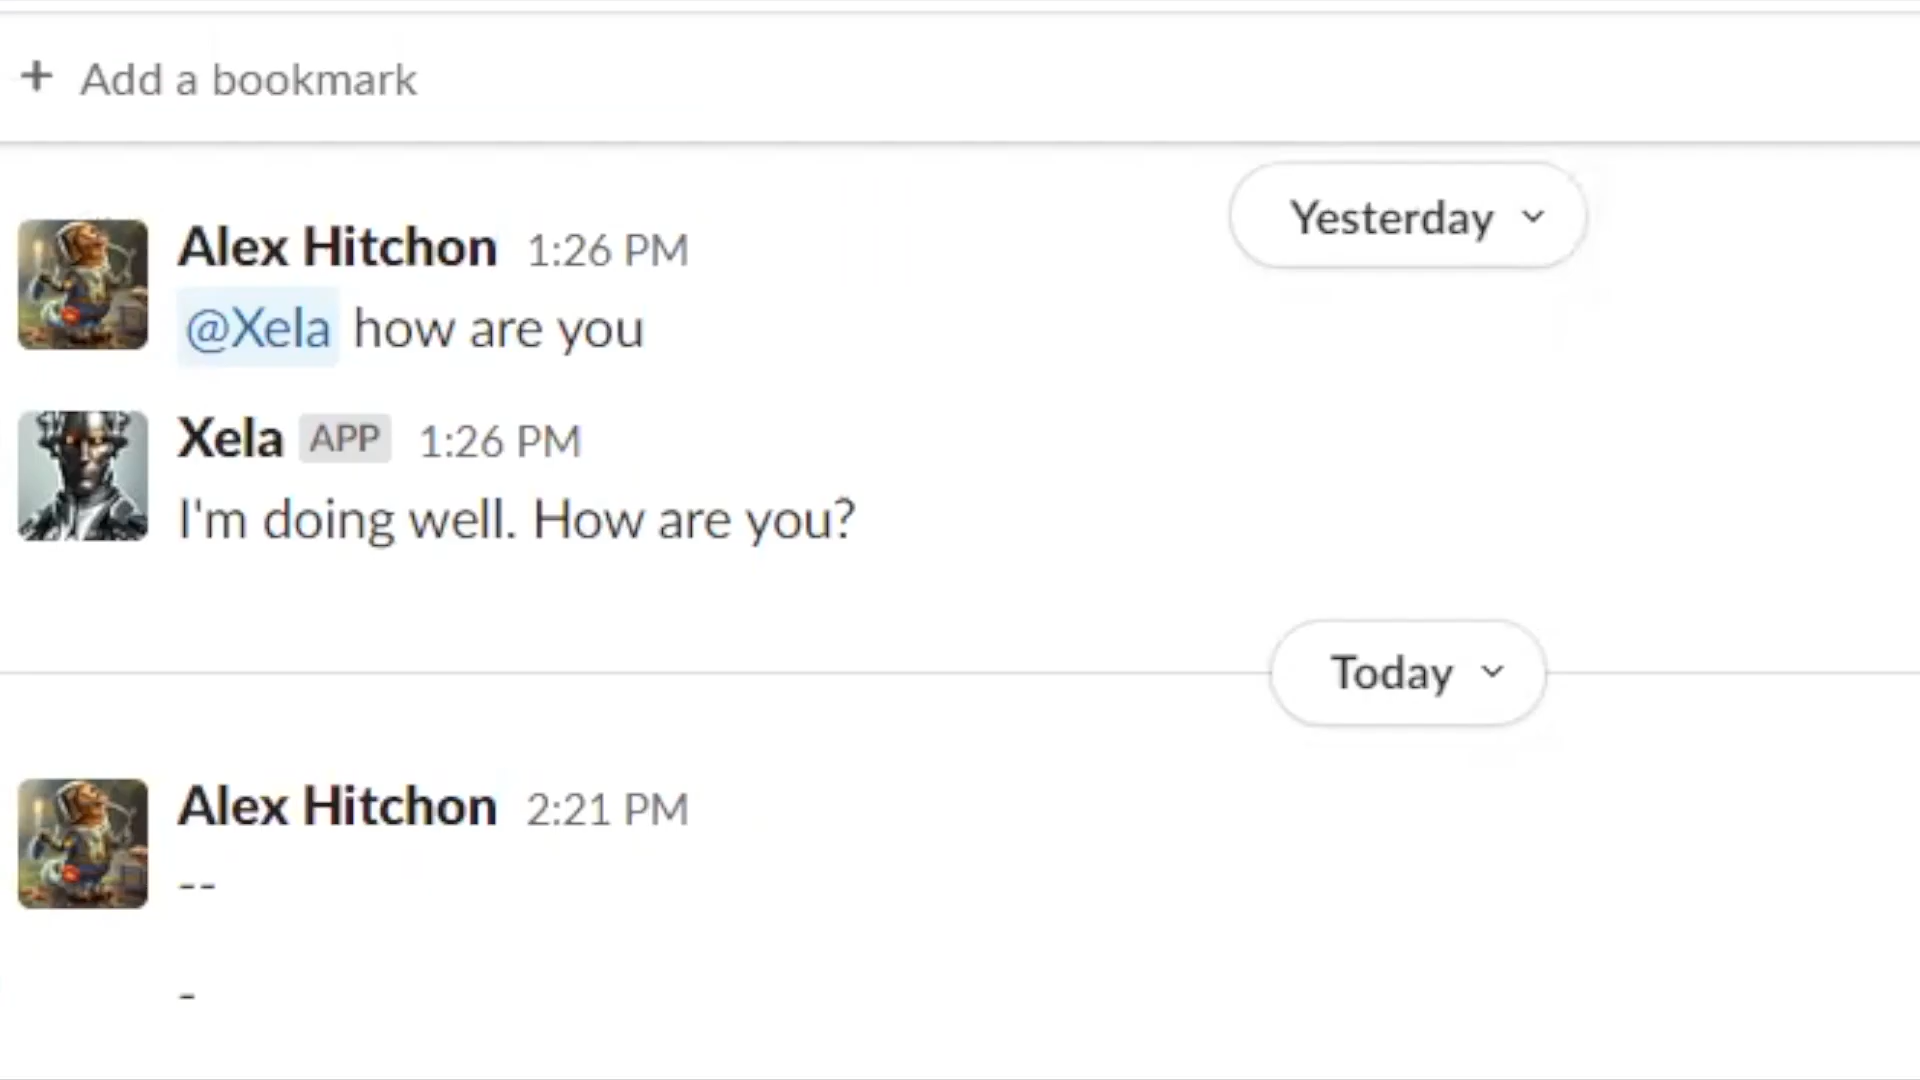 + Add a bookmark
Yesterday
Alex Hitchon 1:26 PM
@Xela how are you
Xela APP 1:26 PM
I'm doing well. How are you?
Today
Alex Hitchon 2:21 PM
--
-